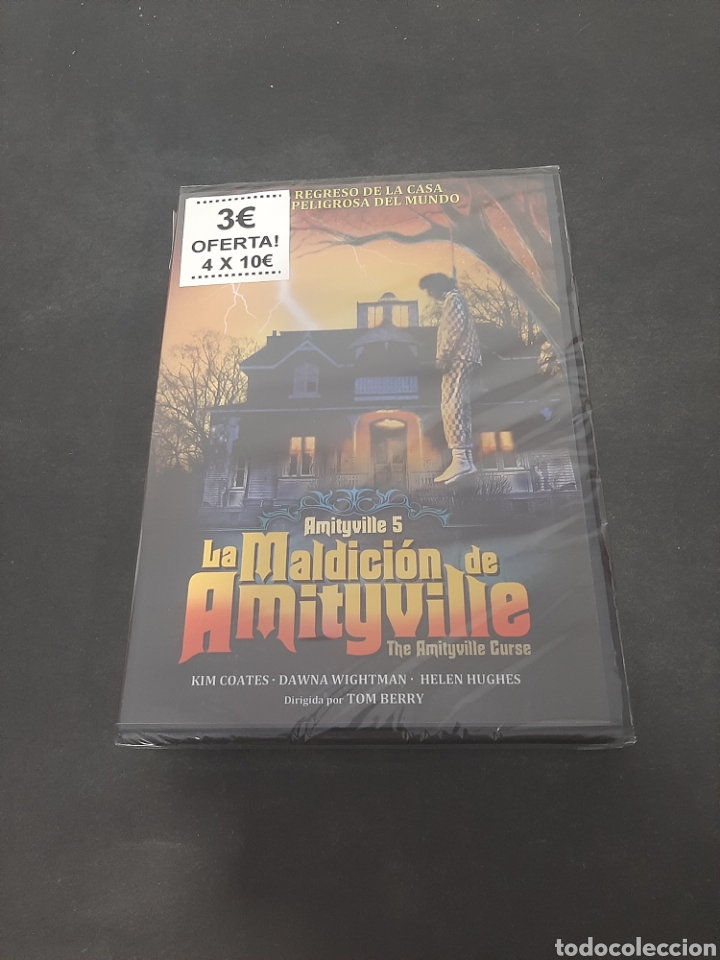 REGRESO DE LA CASA
PELIGROSA DEL MUNDO
3€
OFERTA!
4 X 10€
Amityville 5
La Maldición de
Amityville
The Amityville Curse
KIM COATES · DAWNA WIGHTMAN · HELEN HUGHES
Dirigida por TOM BERRY
todocoleccion